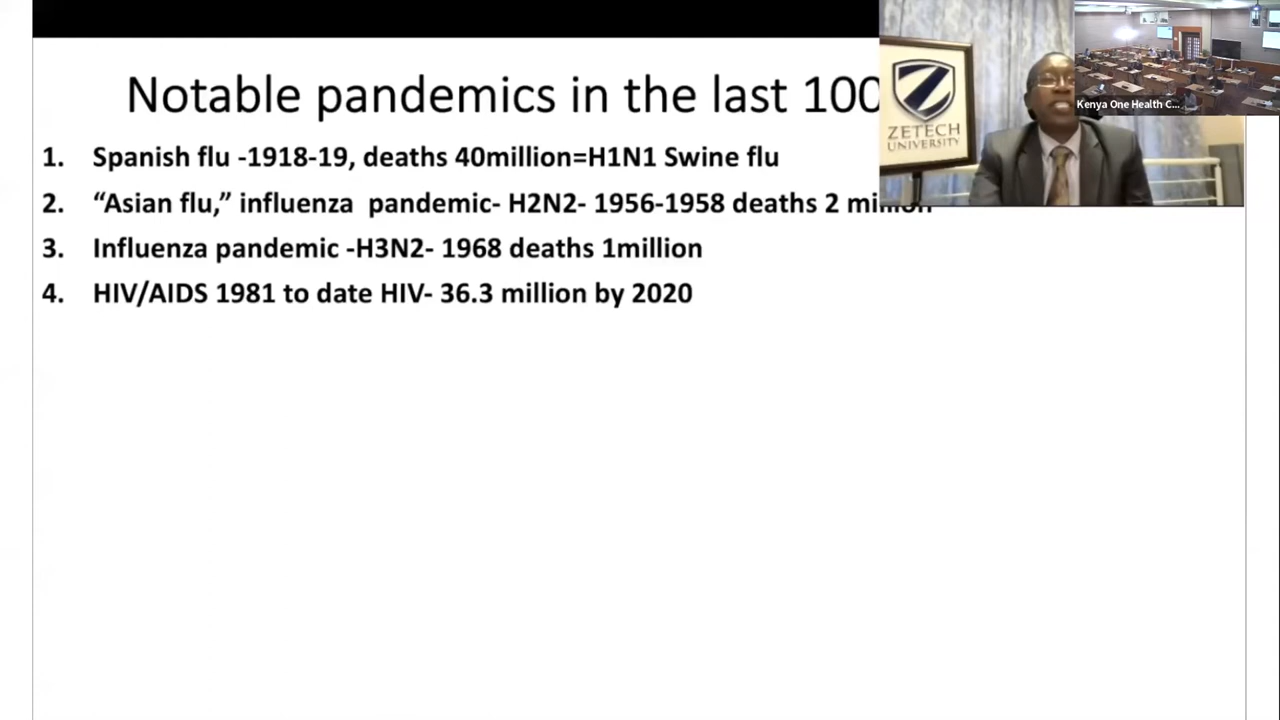 Notable pandemics in the last 100
1. Spanish flu -1918-19, deaths 40million=H1N1 Swine flu
2. “Asian flu,” influenza pandemic- H2N2- 1956-1958 deaths 2 million
3. Influenza pandemic -H3N2- 1968 deaths 1million
4. HIV/AIDS 1981 to date HIV- 36.3 million by 2020
ZETECH
UNIVERSITY
Kenya One Health C...